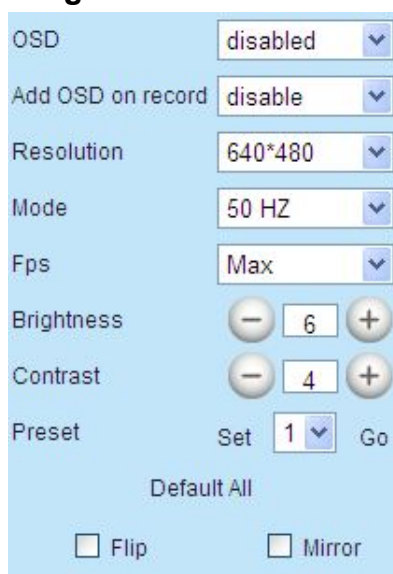 OSD disabled
Add OSD on record disable
Resolution 640*480
Mode 50 HZ
Fps Max
Brightness - 6 +
Contrast - 4 +
Preset Set 1 Go
Default All
Flip Mirror